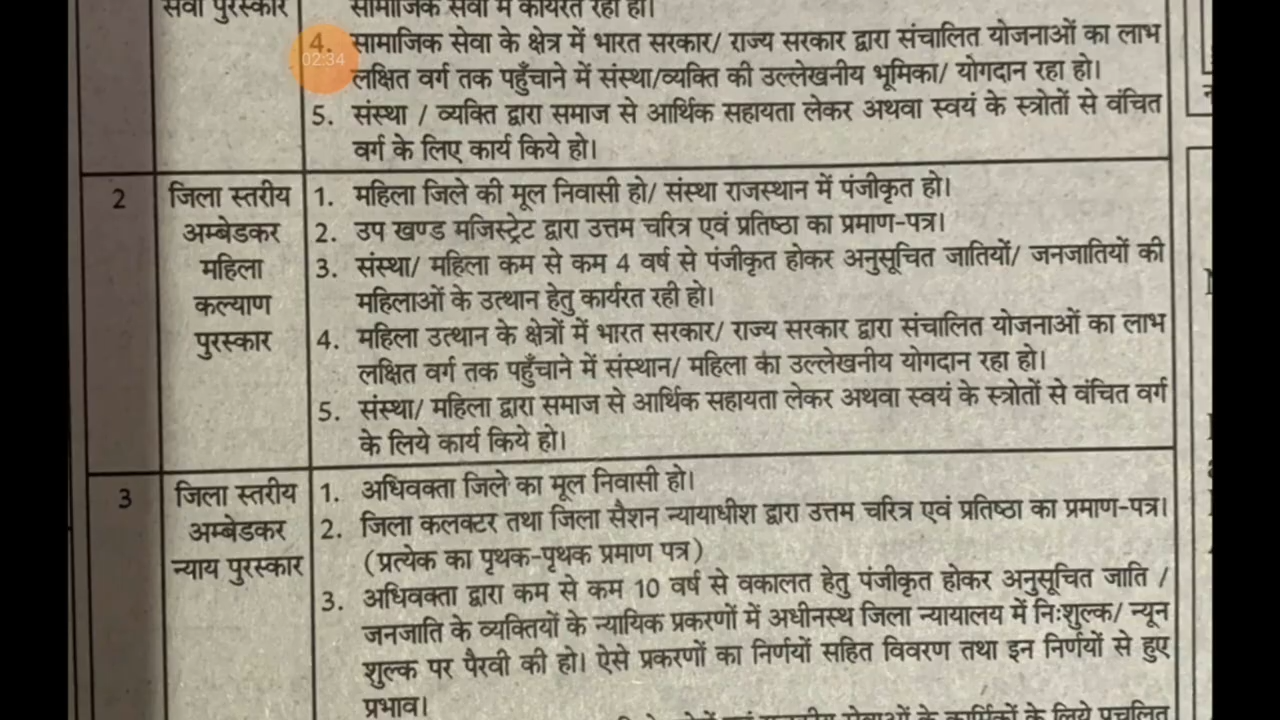 सेवा पुरस्कार
सामाजिक सेवा में कार्यरत रहा हो।
4. सामाजिक सेवा के क्षेत्र में भारत सरकार/ राज्य सरकार द्वारा संचालित योजनाओं का लाभ
02:34
लक्षित वर्ग तक पहुँचाने में संस्था/व्यक्ति की उल्लेखनीय भूमिका/ योगदान रहा हो।
5. संस्था / व्यक्ति द्वारा समाज से आर्थिक सहायता लेकर अथवा स्वयं के स्त्रोतों से वंचित
वर्ग के लिए कार्य किये हो।
2
जिला स्तरीय
अम्बेडकर
महिला
कल्याण
पुरस्कार
1. महिला जिले की मूल निवासी हो/ संस्था राजस्थान में पंजीकृत हो।
2. उप खण्ड मजिस्ट्रेट द्वारा उत्तम चरित्र एवं प्रतिष्ठा का प्रमाण-पत्र।
3. संस्था/ महिला कम से कम 4 वर्ष से पंजीकृत होकर अनुसूचित जातियों/ जनजातियों की
महिलाओं के उत्थान हेतु कार्यरत रही हो।
4. महिला उत्थान के क्षेत्रों में भारत सरकार/ राज्य सरकार द्वारा संचालित योजनाओं का लाभ
लक्षित वर्ग तक पहुँचाने में संस्थान/ महिला का उल्लेखनीय योगदान रहा हो।
5. संस्था/ महिला द्वारा समाज से आर्थिक सहायता लेकर अथवा स्वयं के स्त्रोतों से वंचित वर्ग
के लिये कार्य किये हो।
3
जिला स्तरीय
अम्बेडकर
न्याय पुरस्कार
1. अधिवक्ता जिले का मूल निवासी हो।
2. जिला कलक्टर तथा जिला सैशन न्यायाधीश द्वारा उत्तम चरित्र एवं प्रतिष्ठा का प्रमाण-पत्र।
(प्रत्येक का पृथक-पृथक प्रमाण पत्र)
3. अधिवक्ता द्वारा कम से कम 10 वर्ष से वकालत हेतु पंजीकृत होकर अनुसूचित जाति /
जनजाति के व्यक्तियों के न्यायिक प्रकरणों में अधीनस्थ जिला न्यायालय में निःशुल्क/ न्यून
शुल्क पर पैरवी की हो। ऐसे प्रकरणों का निर्णयों सहित विवरण तथा इन निर्णयों से हुए
प्रभाव।
के कार्मिकों के लिये प्रचलित